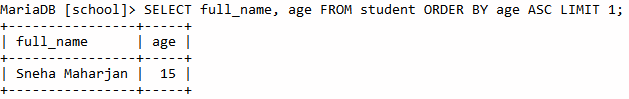 MariaDB [school]> SELECT full_name, age FROM student ORDER BY age ASC LIMIT 1;
+----------------+-----+
| full_name      | age |
+----------------+-----+
| Sneha Maharjan |  15 |
+----------------+-----+